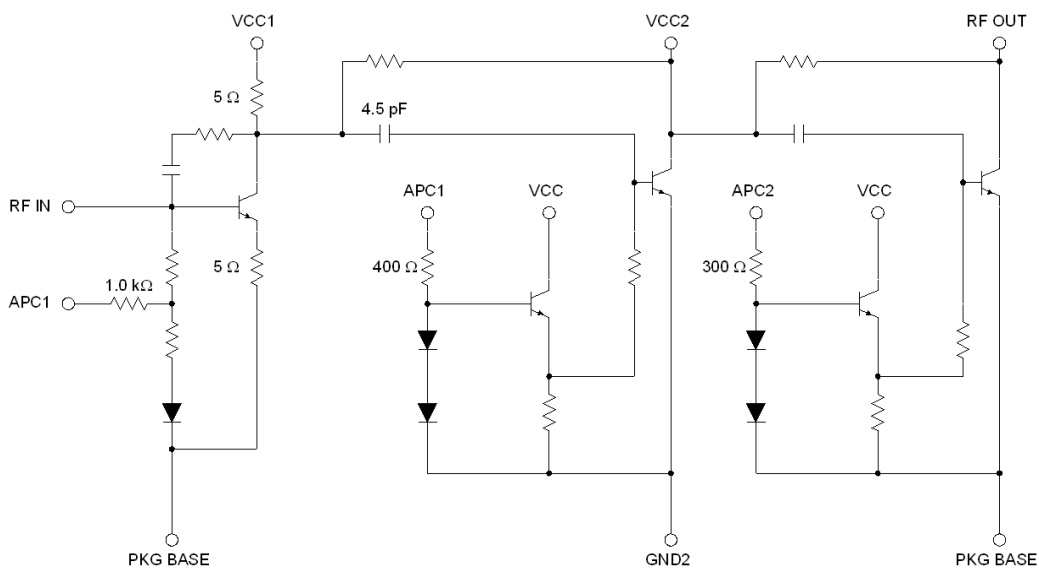 VCC1
VCC2
RF OUT
5 Ω
4.5 pF
APC1
VCC
APC2
VCC
RF IN
5 Ω
400 Ω
300 Ω
1.0 kΩ
APC1
PKG BASE
GND2
PKG BASE